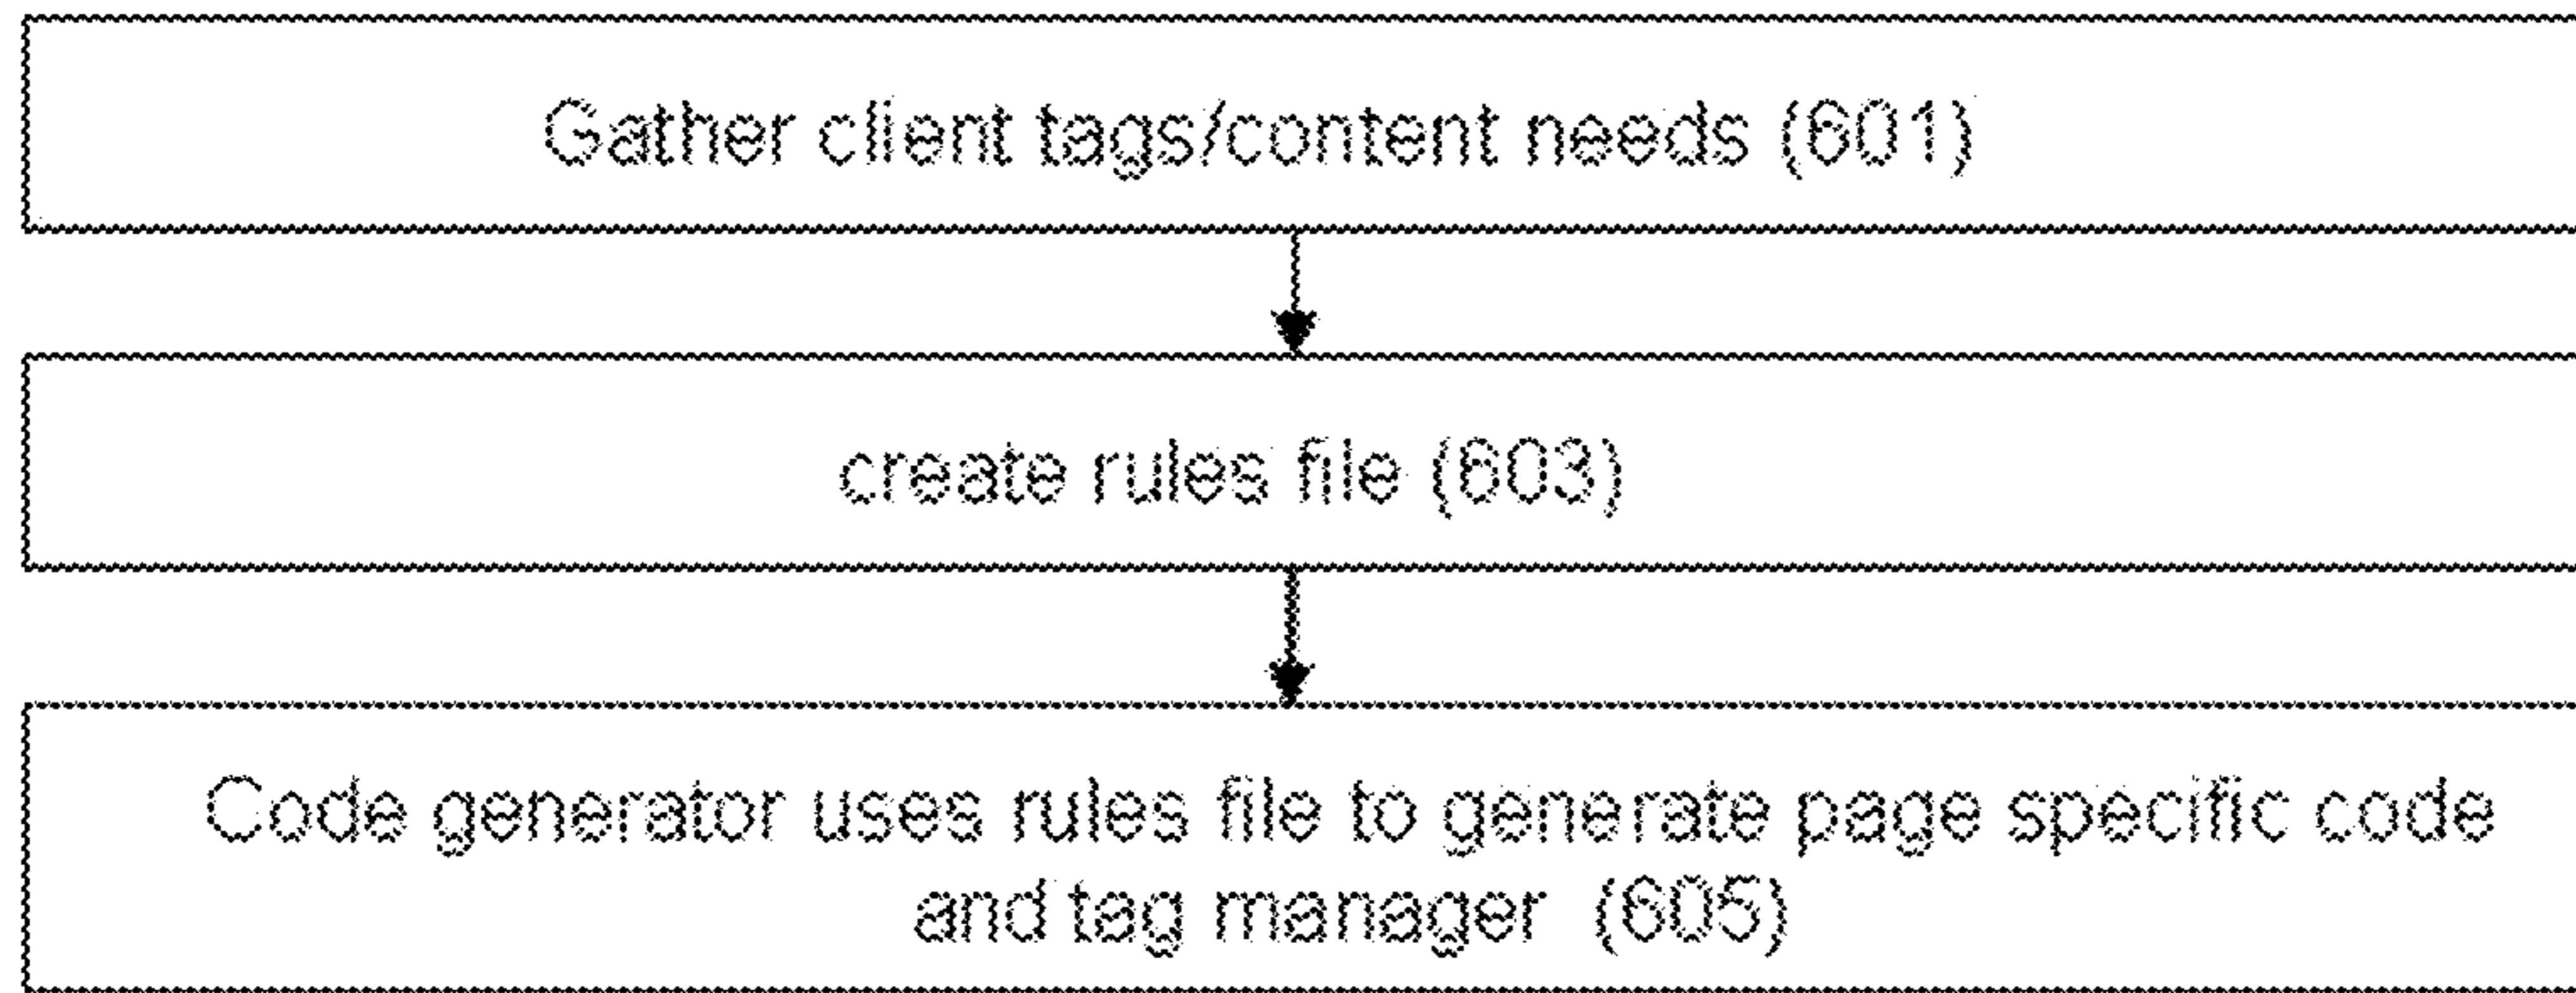 Gather client tags/content needs (601)
create rules file (603)
Code generator uses rules file to generate page specific code
and tag manager (605)